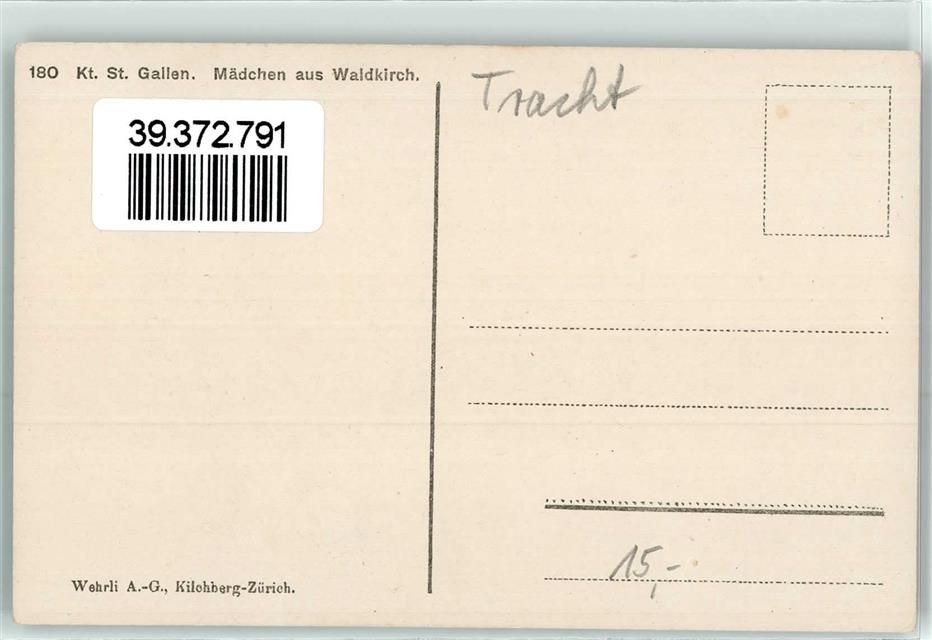 180 Kt. St. Gallen. Mädchen aus Waldkirch.
39.372.791
Wehrli A.-G., Kilchberg-Zürich.
Tracht
15,-